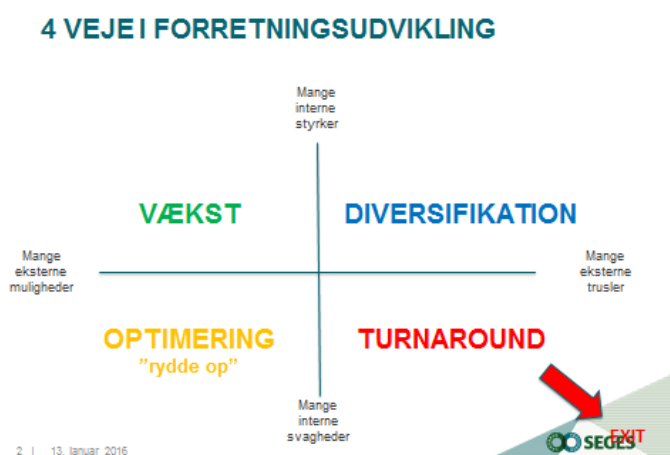 4 VEJE I FORRETNINGSUDVIKLING
Mange
interne
styrker
VÆKST
DIVERSIFIKATION
Mange
eksterne
muligheder
Mange
eksterne
trusler
OPTIMERING
"rydde op"
TURNAROUND
Mange
interne
svagheder
EXIT
SEGES
2 | 13. januar 2016